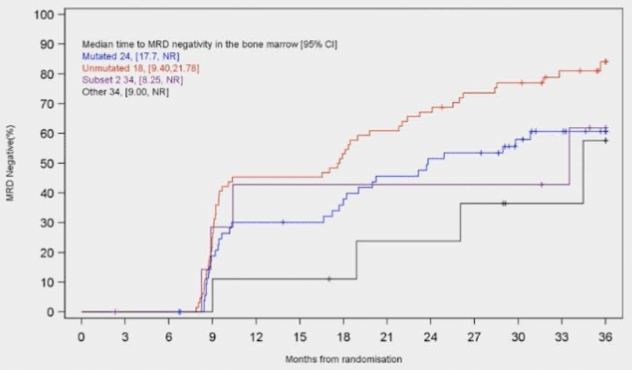 Median time to MRD negativity in the bone marrow [95% CI]
Mutated 24, [17.7, NR]
Unmutated 18, [9.40,21.78]
Subset 2 34, [8.25, NR]
Other 34, [9.00, NR]
MRD Negative(%)
100
90
80
70
60
50
40
30
20
10
0
0 3 6 9 12 15 18 21 24 27 30 33 36
Months from randomisation